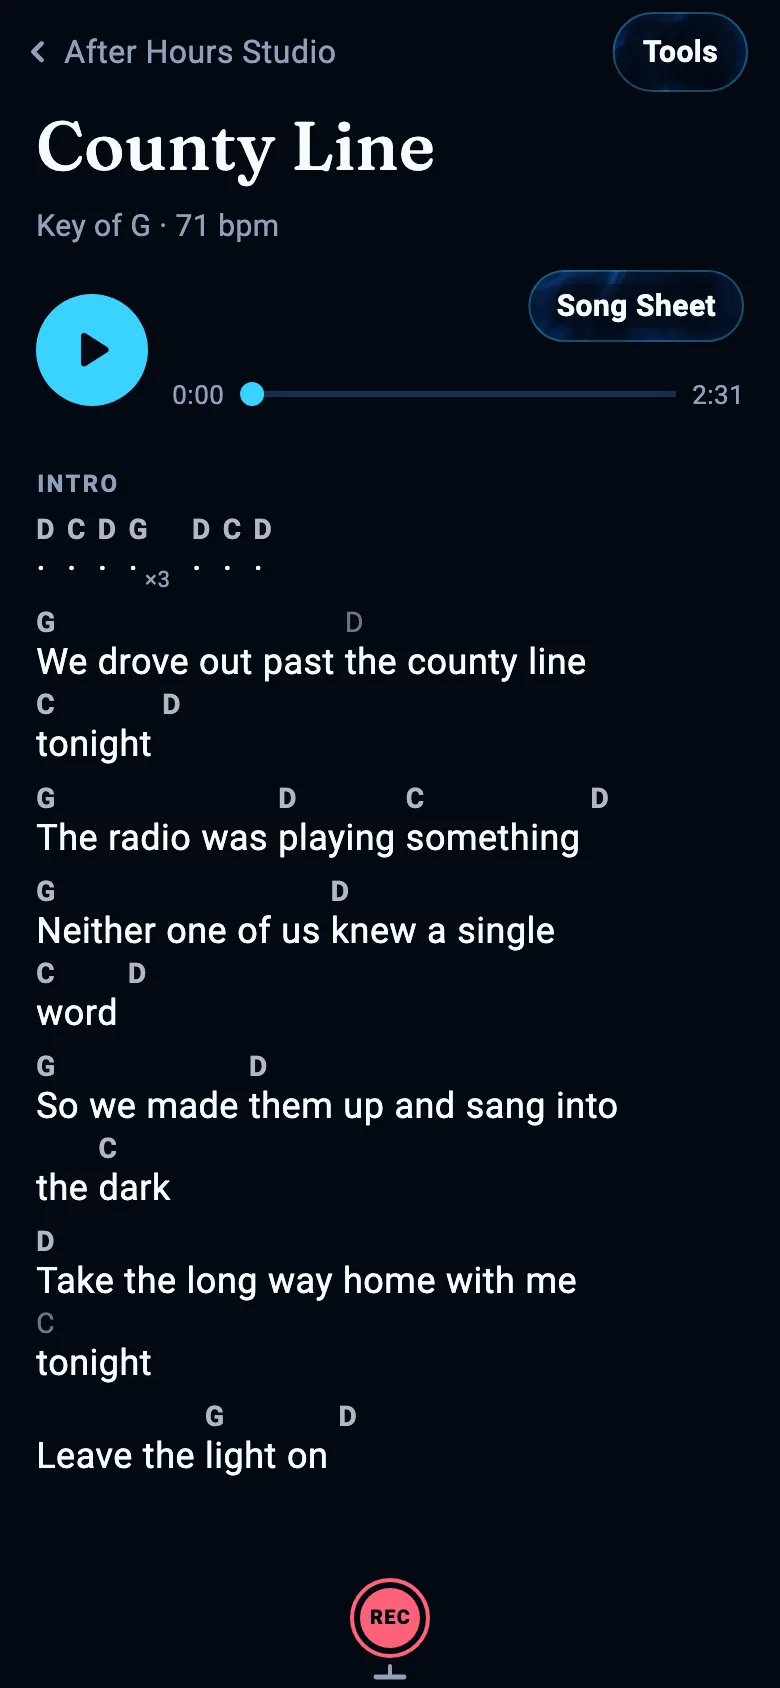 After Hours Studio
Tools
County Line
Key of G · 71 bpm
Song Sheet
0:00
2:31
INTRO
D C D G D C D
. . . . ×3 . . .
G D
We drove out past the county line
C D
tonight
G D C D
The radio was playing something
G D
Neither one of us knew a single
C D
word
G D
So we made them up and sang into
C
the dark
D
Take the long way home with me
C
tonight
G D
Leave the light on
REC